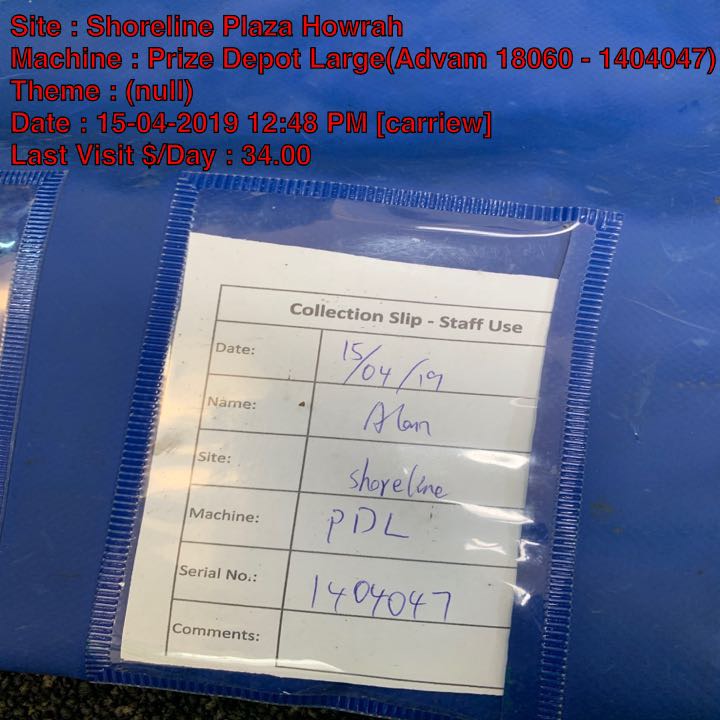 Site : Shoreline Plaza Howrah
Machine : Prize Depot Large(Advam 18060 - 1404047)
Theme : (null)
Date : 15-04-2019 12:48 PM [carriew]
Last Visit $/Day : 34.00
Collection Slip - Staff Use
Date: 15/04/19
Name: Alan
Site: shoreline
Machine: PDL
Serial No.: 1404047
Comments: